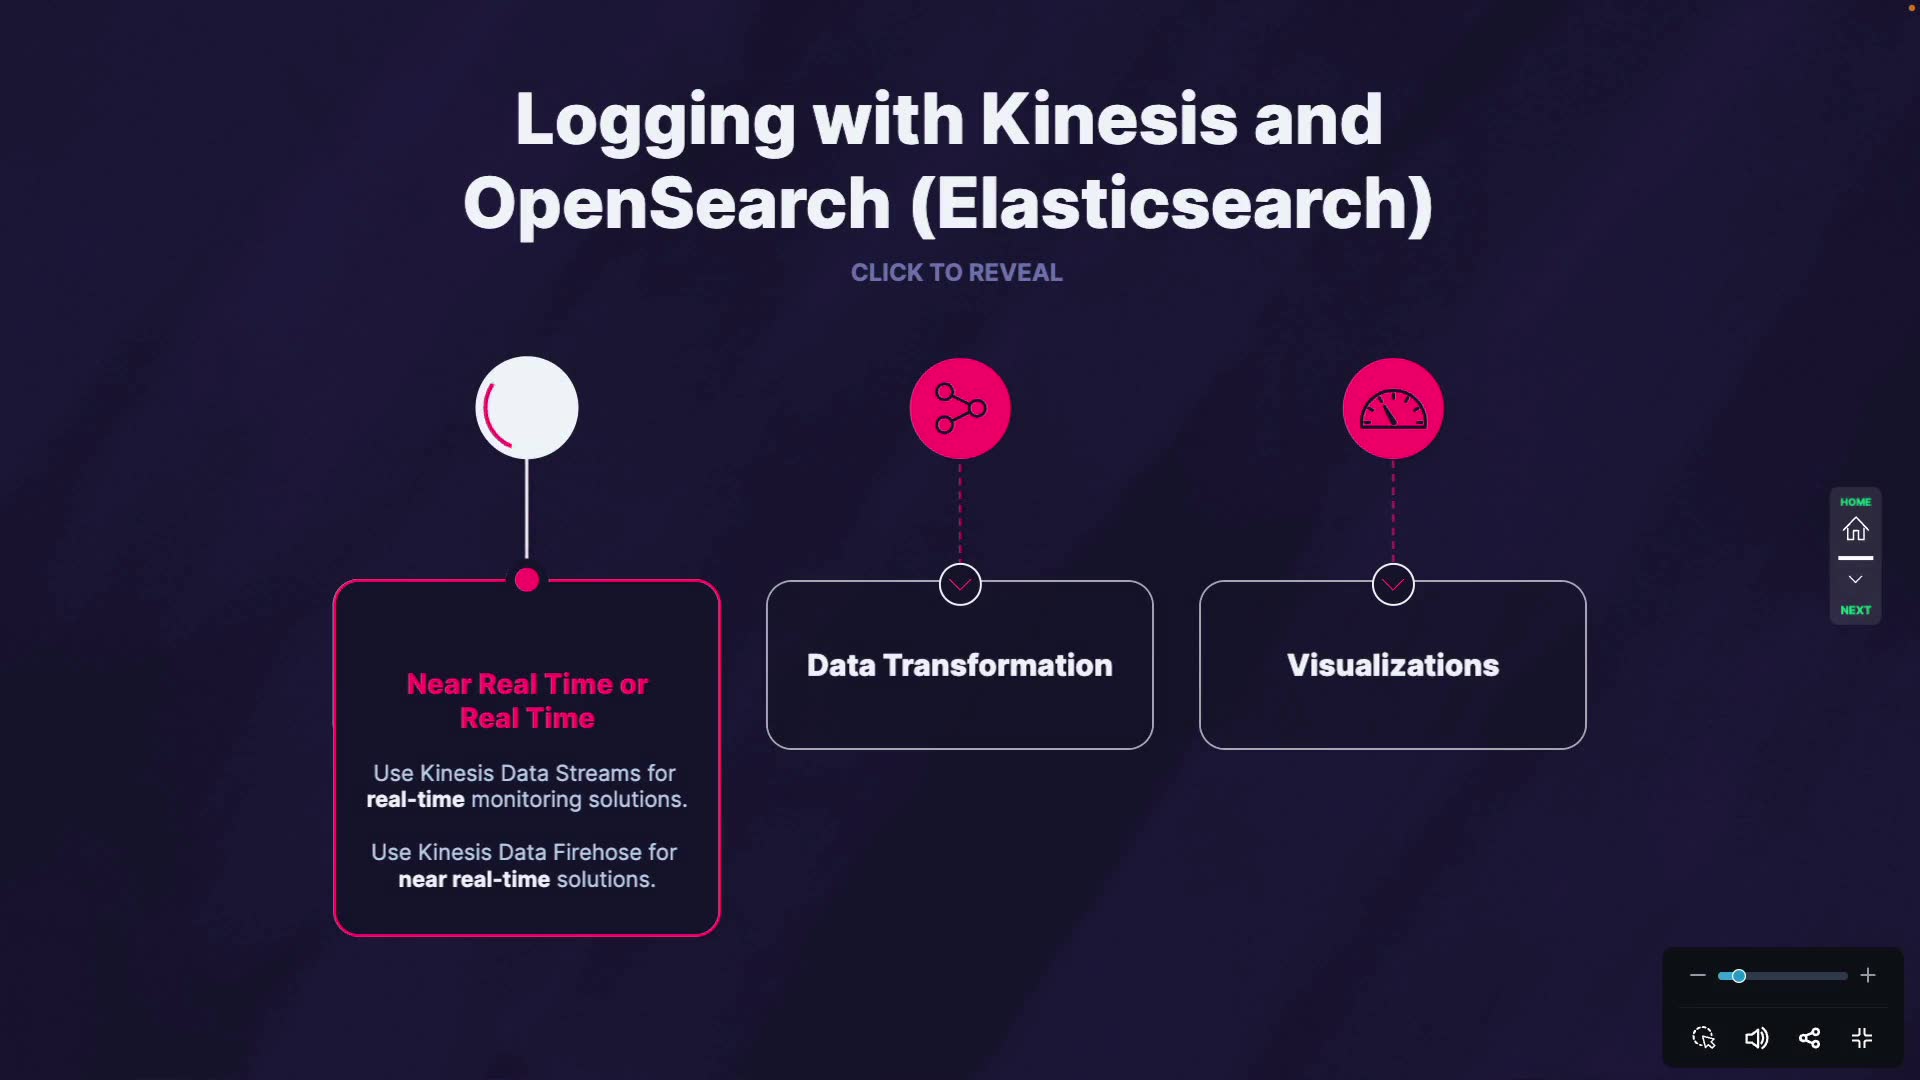 Logging with Kinesis and
OpenSearch (Elasticsearch)
CLICK TO REVEAL
Near Real Time or
Real Time
Use Kinesis Data Streams for
real-time monitoring solutions.
Use Kinesis Data Firehose for
near real-time solutions.
Data Transformation
Visualizations
HOME
NEXT